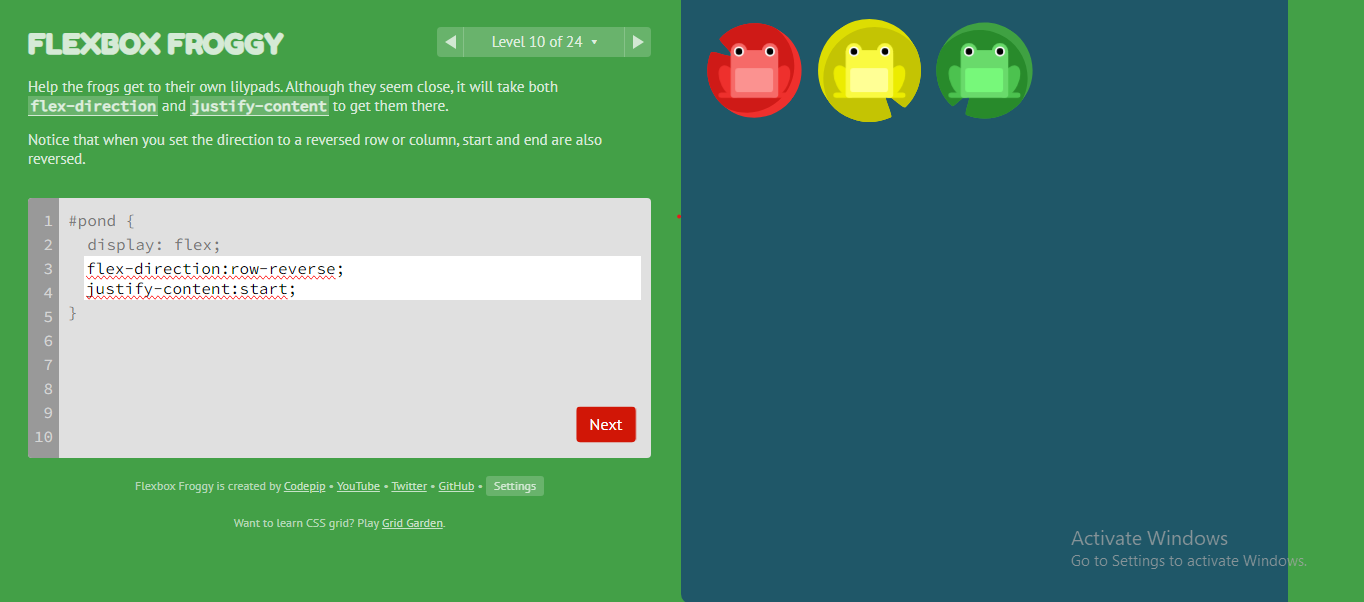 FLEXBOX FROGGY
Level 10 of 24
Help the frogs get to their own lilypads. Although they seem close, it will take both
flex-direction and justify-content to get them there.
Notice that when you set the direction to a reversed row or column, start and end are also
reversed.
1 #pond {
2 display: flex;
3 flex-direction:row-reverse;
4 justify-content:start;
5 }
6
7
8
9
10
Next
Flexbox Froggy is created by Codepip • YouTube • Twitter • GitHub • Settings
Want to learn CSS grid? Play Grid Garden.
Activate Windows
Go to Settings to activate Windows.